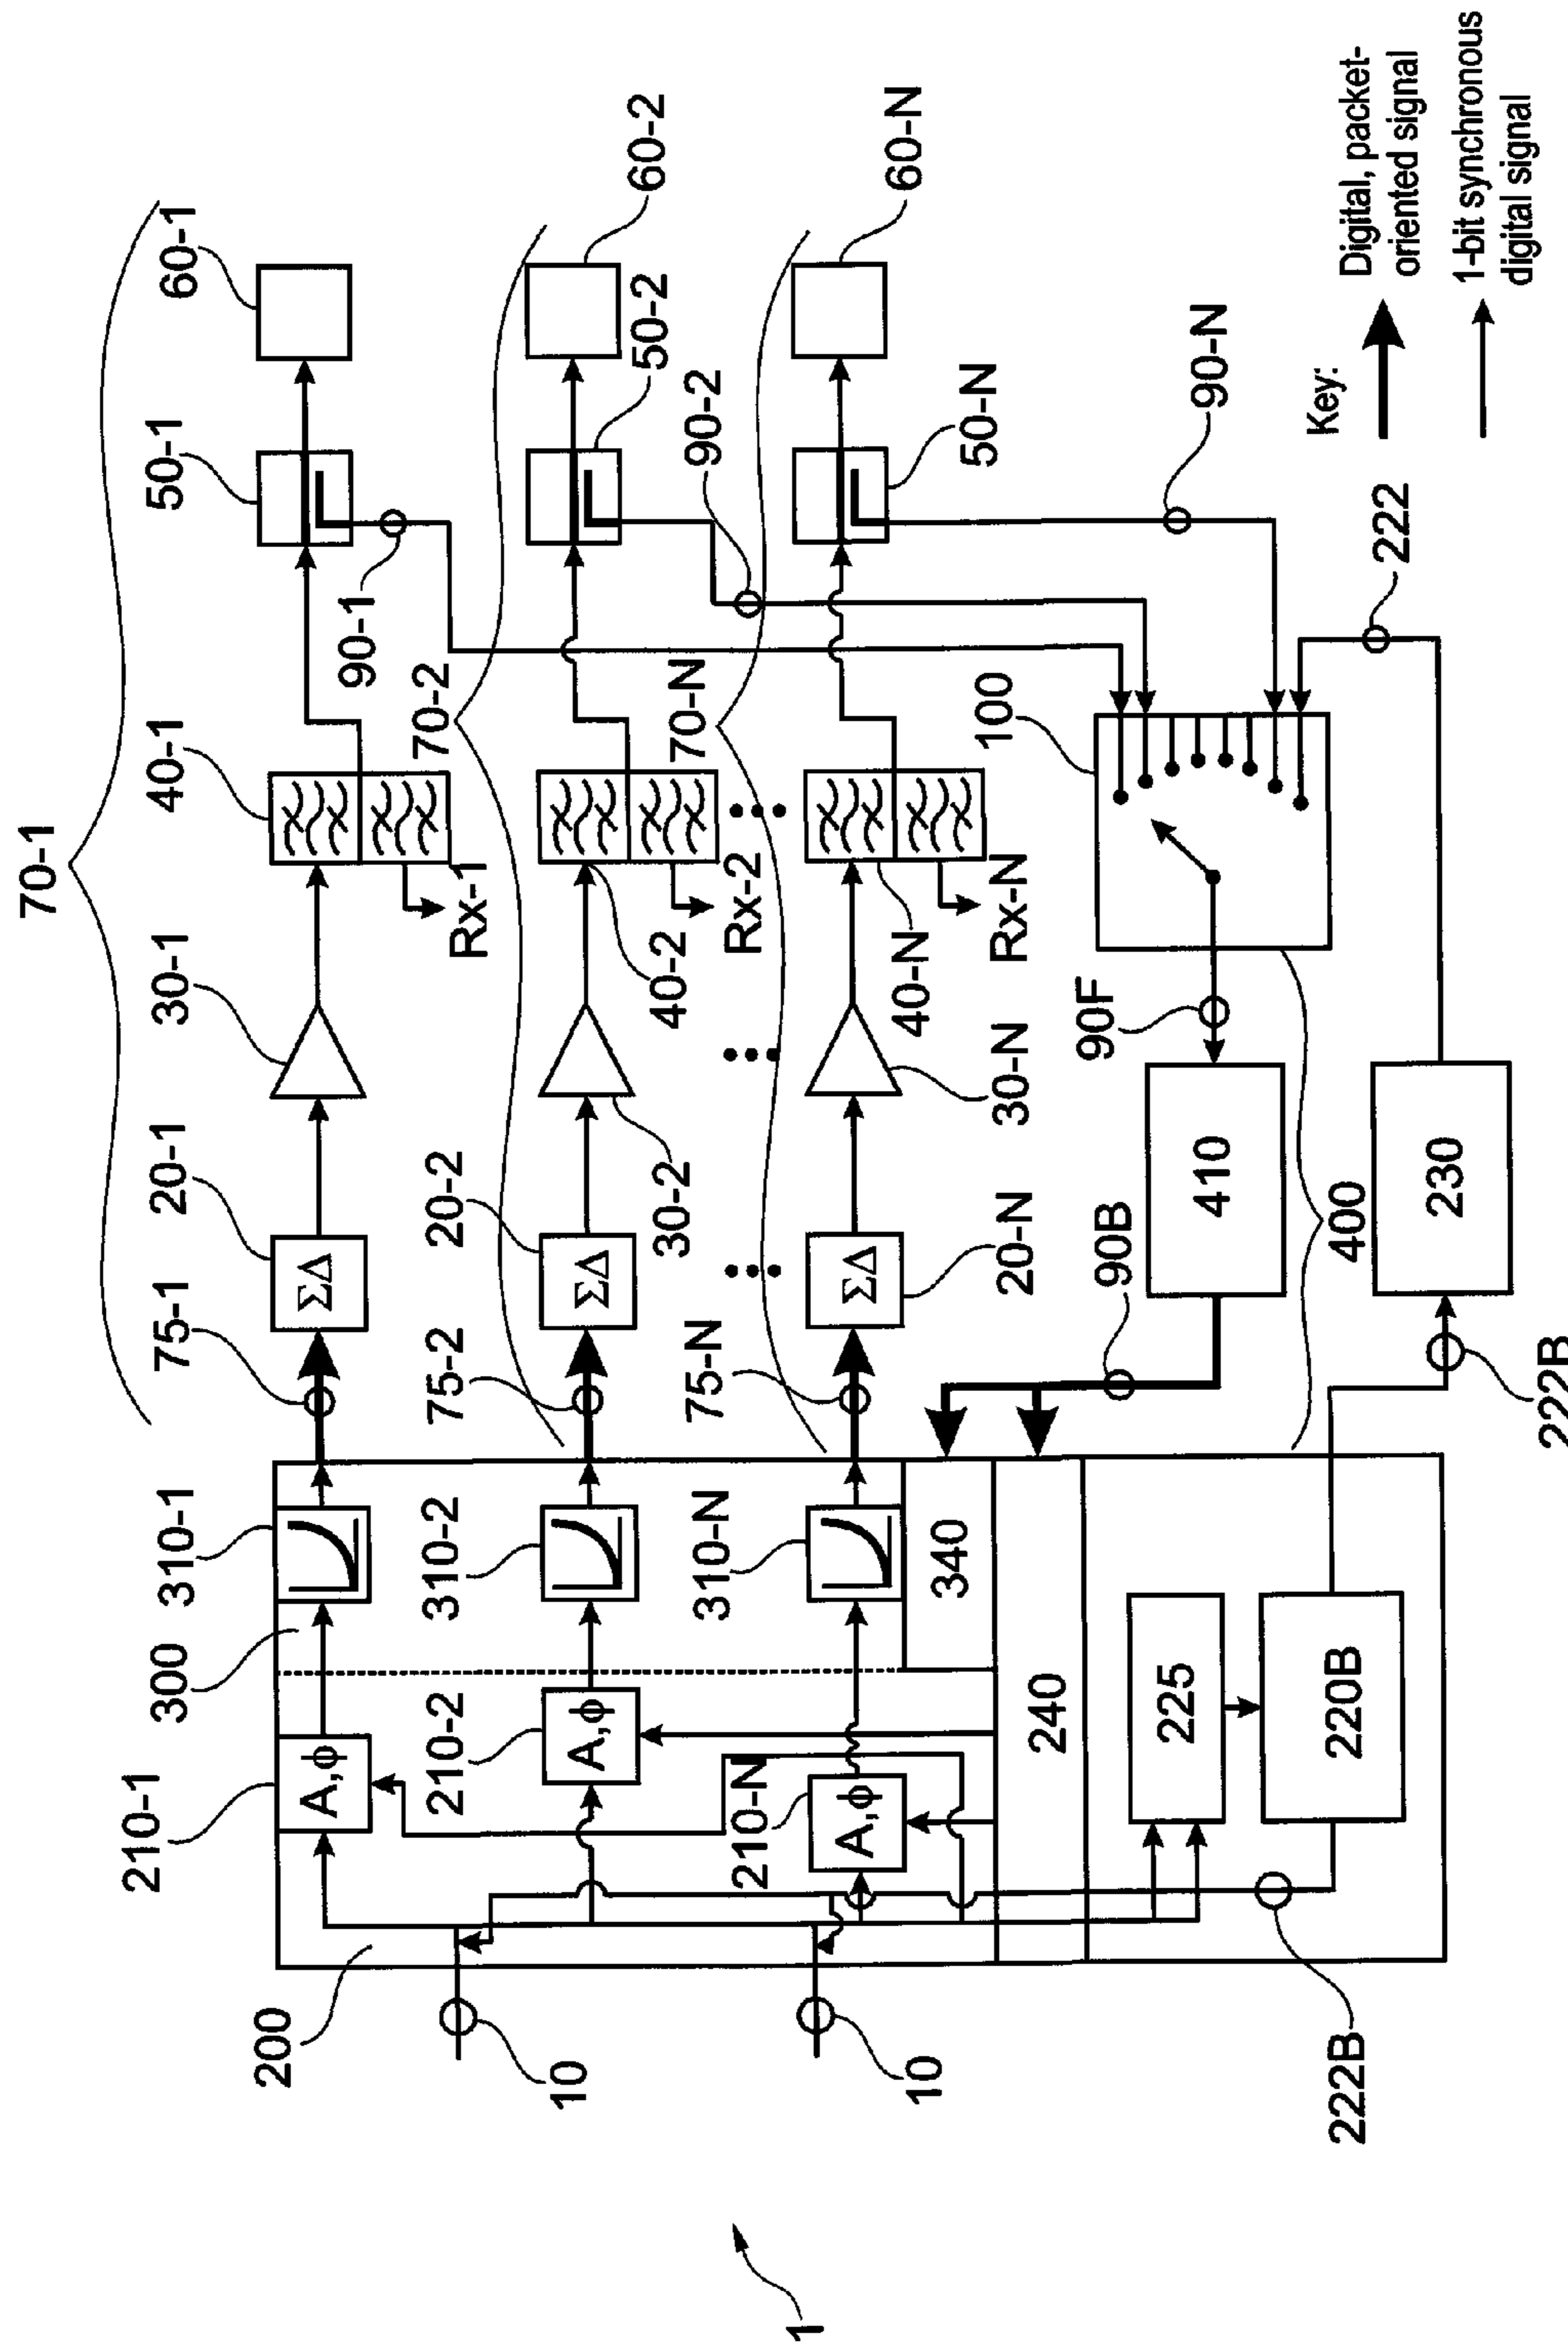 70-1
60-1
50-1
40-1
30-1
20-1
75-1
310-1
300
210-1
200
10
ΣΔ
A,ϕ
90-1
Rx-1
60-2
50-2
70-2
90-2
40-2
Rx-2
30-2
20-2
ΣΔ
75-2
310-2
210-2
A,ϕ
60-N
50-N
70-N
90-N
40-N
Rx-N
30-N
20-N
ΣΔ
75-N
310-N
210-N
A,ϕ
10
340
240
225
220B
222B
222B
90B
90F
410
400
230
100
222
Key:
Digital, packet-
oriented signal
1-bit synchronous
digital signal
1